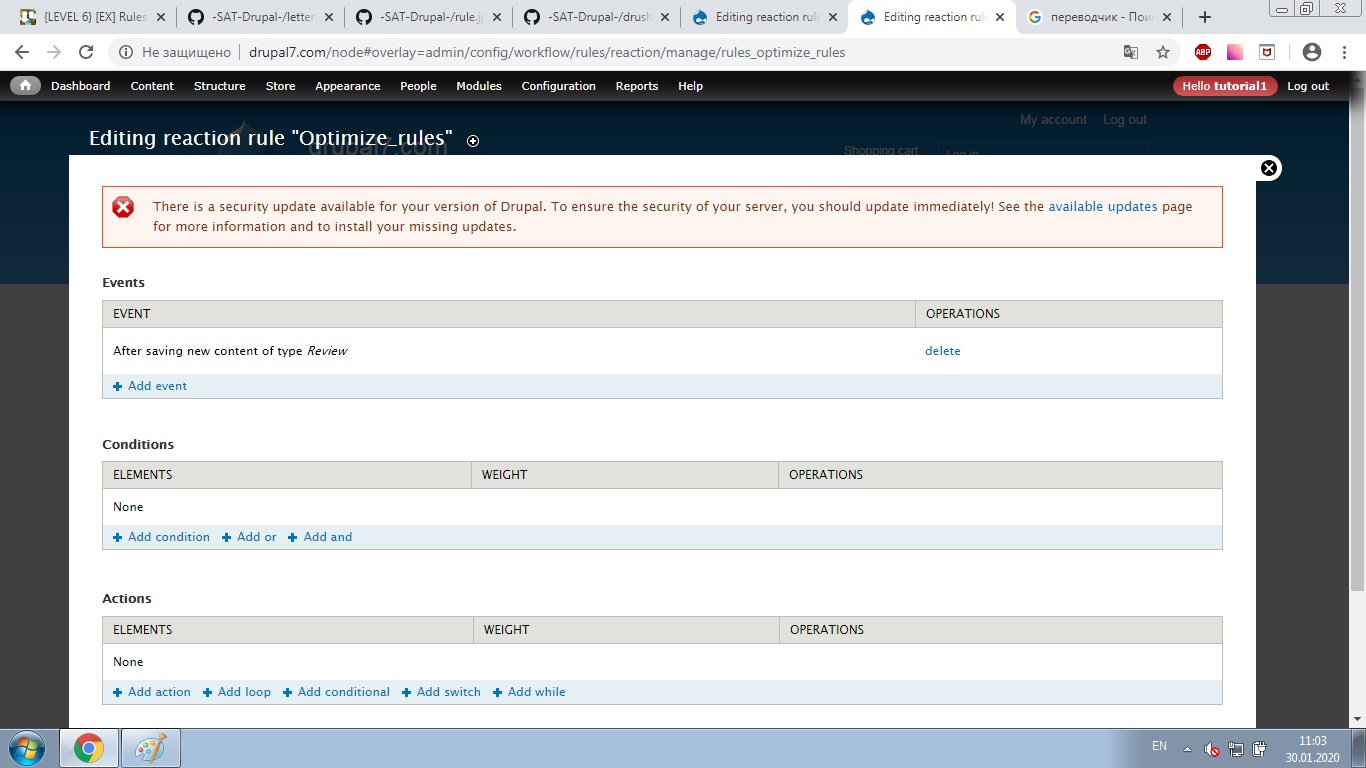 {LEVEL 6} [EX] Rules
-SAT-Drupal-/letter
-SAT-Drupal-/rule.j
-SAT-Drupal-/drush
Editing reaction rule
Editing reaction rul
переводчик - Пои
Не защищено | drupal7.com/node#overlay=admin/config/workflow/rules/reaction/manage/rules_optimize_rules
ABP
Dashboard Content Structure Store Appearance People Modules Configuration Reports Help Hello tutorial1 Log out
My account Log out
Editing reaction rule "Optimize_rules"
drupal7.com
Shopping cart
Log in
There is a security update available for your version of Drupal. To ensure the security of your server, you should update immediately! See the available updates page
for more information and to install your missing updates.
Events
EVENT OPERATIONS
After saving new content of type Review delete
Add event
Conditions
ELEMENTS WEIGHT OPERATIONS
None
Add condition Add or Add and
Actions
ELEMENTS WEIGHT OPERATIONS
None
Add action Add loop Add conditional Add switch Add while
EN
11:03
30.01.2020